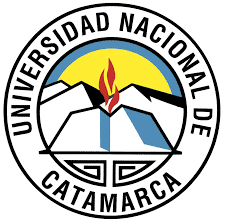 UNIVERSIDAD NACIONAL DE
CATAMARCA